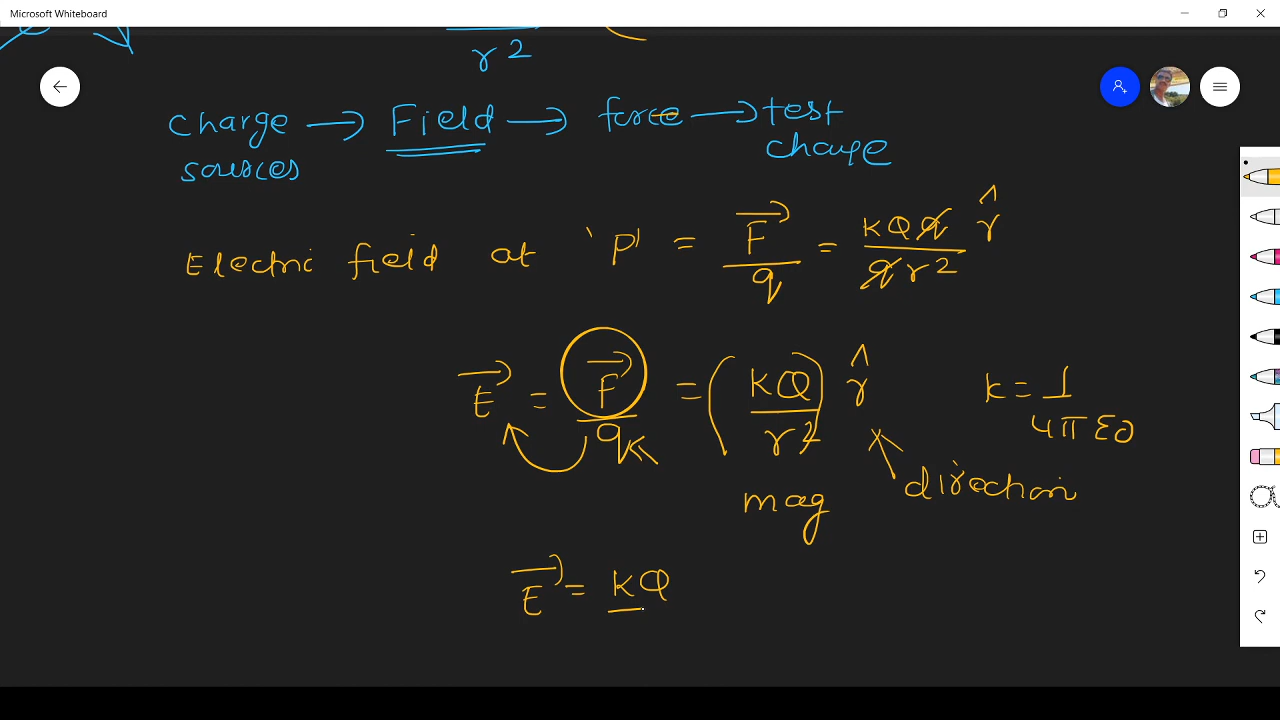 Microsoft Whiteboard
r²
charge → Field → force → test
sources charge
Electric field at 'P' = F⃗/q = kQq/qr² r̂
E⃗ = F⃗/q = (kQ/r²) r̂ k = 1/4πε0
mag direction
E⃗ = kQ